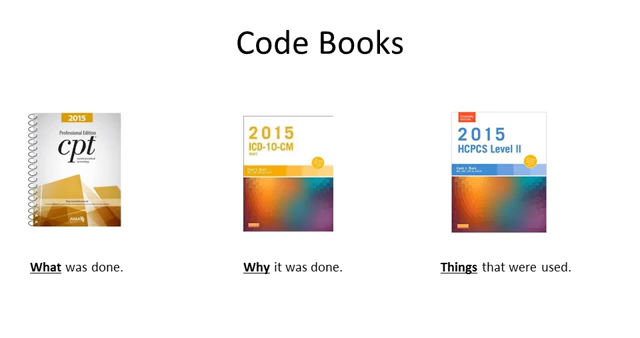 Code Books
2015
Professional Edition
cpt
2015
ICD-10-CM
2015
HCPCS Level II
What was done.
Why it was done.
Things that were used.